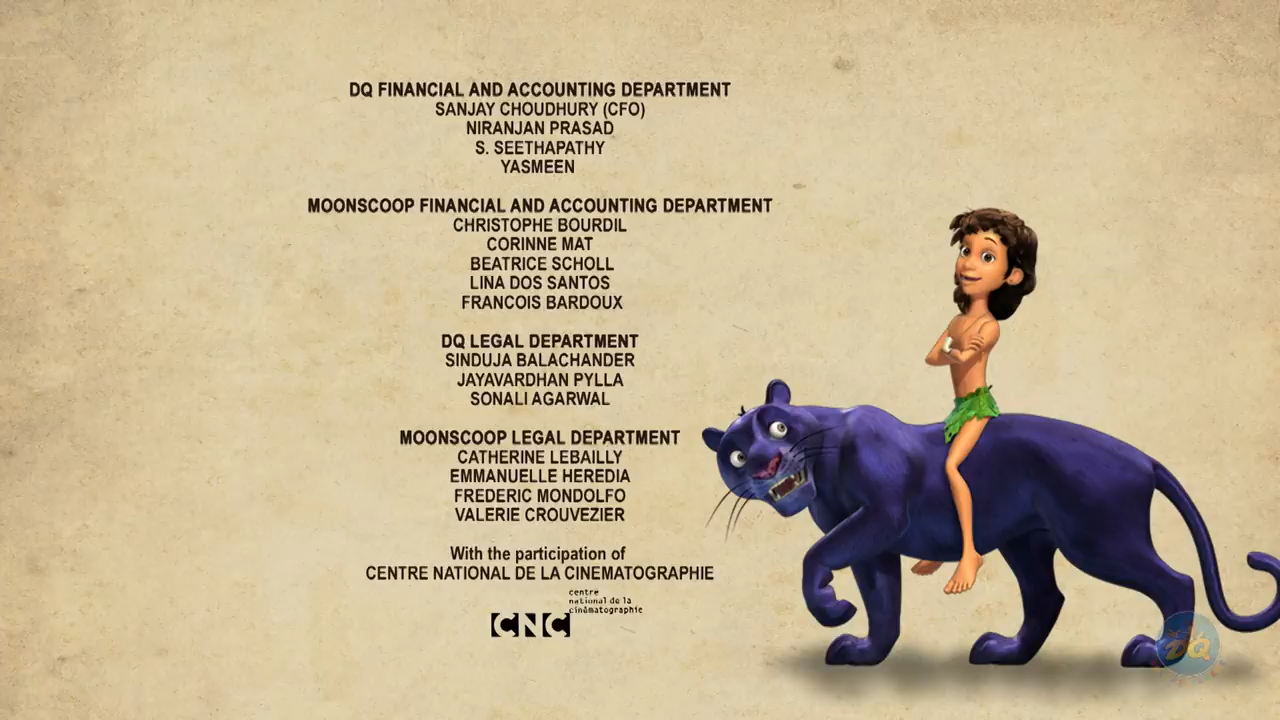 DQ FINANCIAL AND ACCOUNTING DEPARTMENT
SANJAY CHOUDHURY (CFO)
NIRANJAN PRASAD
S. SEETHAPATHY
YASMEEN
MOONSCOOP FINANCIAL AND ACCOUNTING DEPARTMENT
CHRISTOPHE BOURDIL
CORINNE MAT
BEATRICE SCHOLL
LINA DOS SANTOS
FRANCOIS BARDOUX
DQ LEGAL DEPARTMENT
SINDUJA BALACHANDER
JAYAVARDHAN PYLLA
SONALI AGARWAL
MOONSCOOP LEGAL DEPARTMENT
CATHERINE LEBAILLY
EMMANUELLE HEREDIA
FREDERIC MONDOLFO
VALERIE CROUVEZIER
With the participation of
CENTRE NATIONAL DE LA CINEMATOGRAPHIE
centre
national de la
cinématographie
CNC
DQ